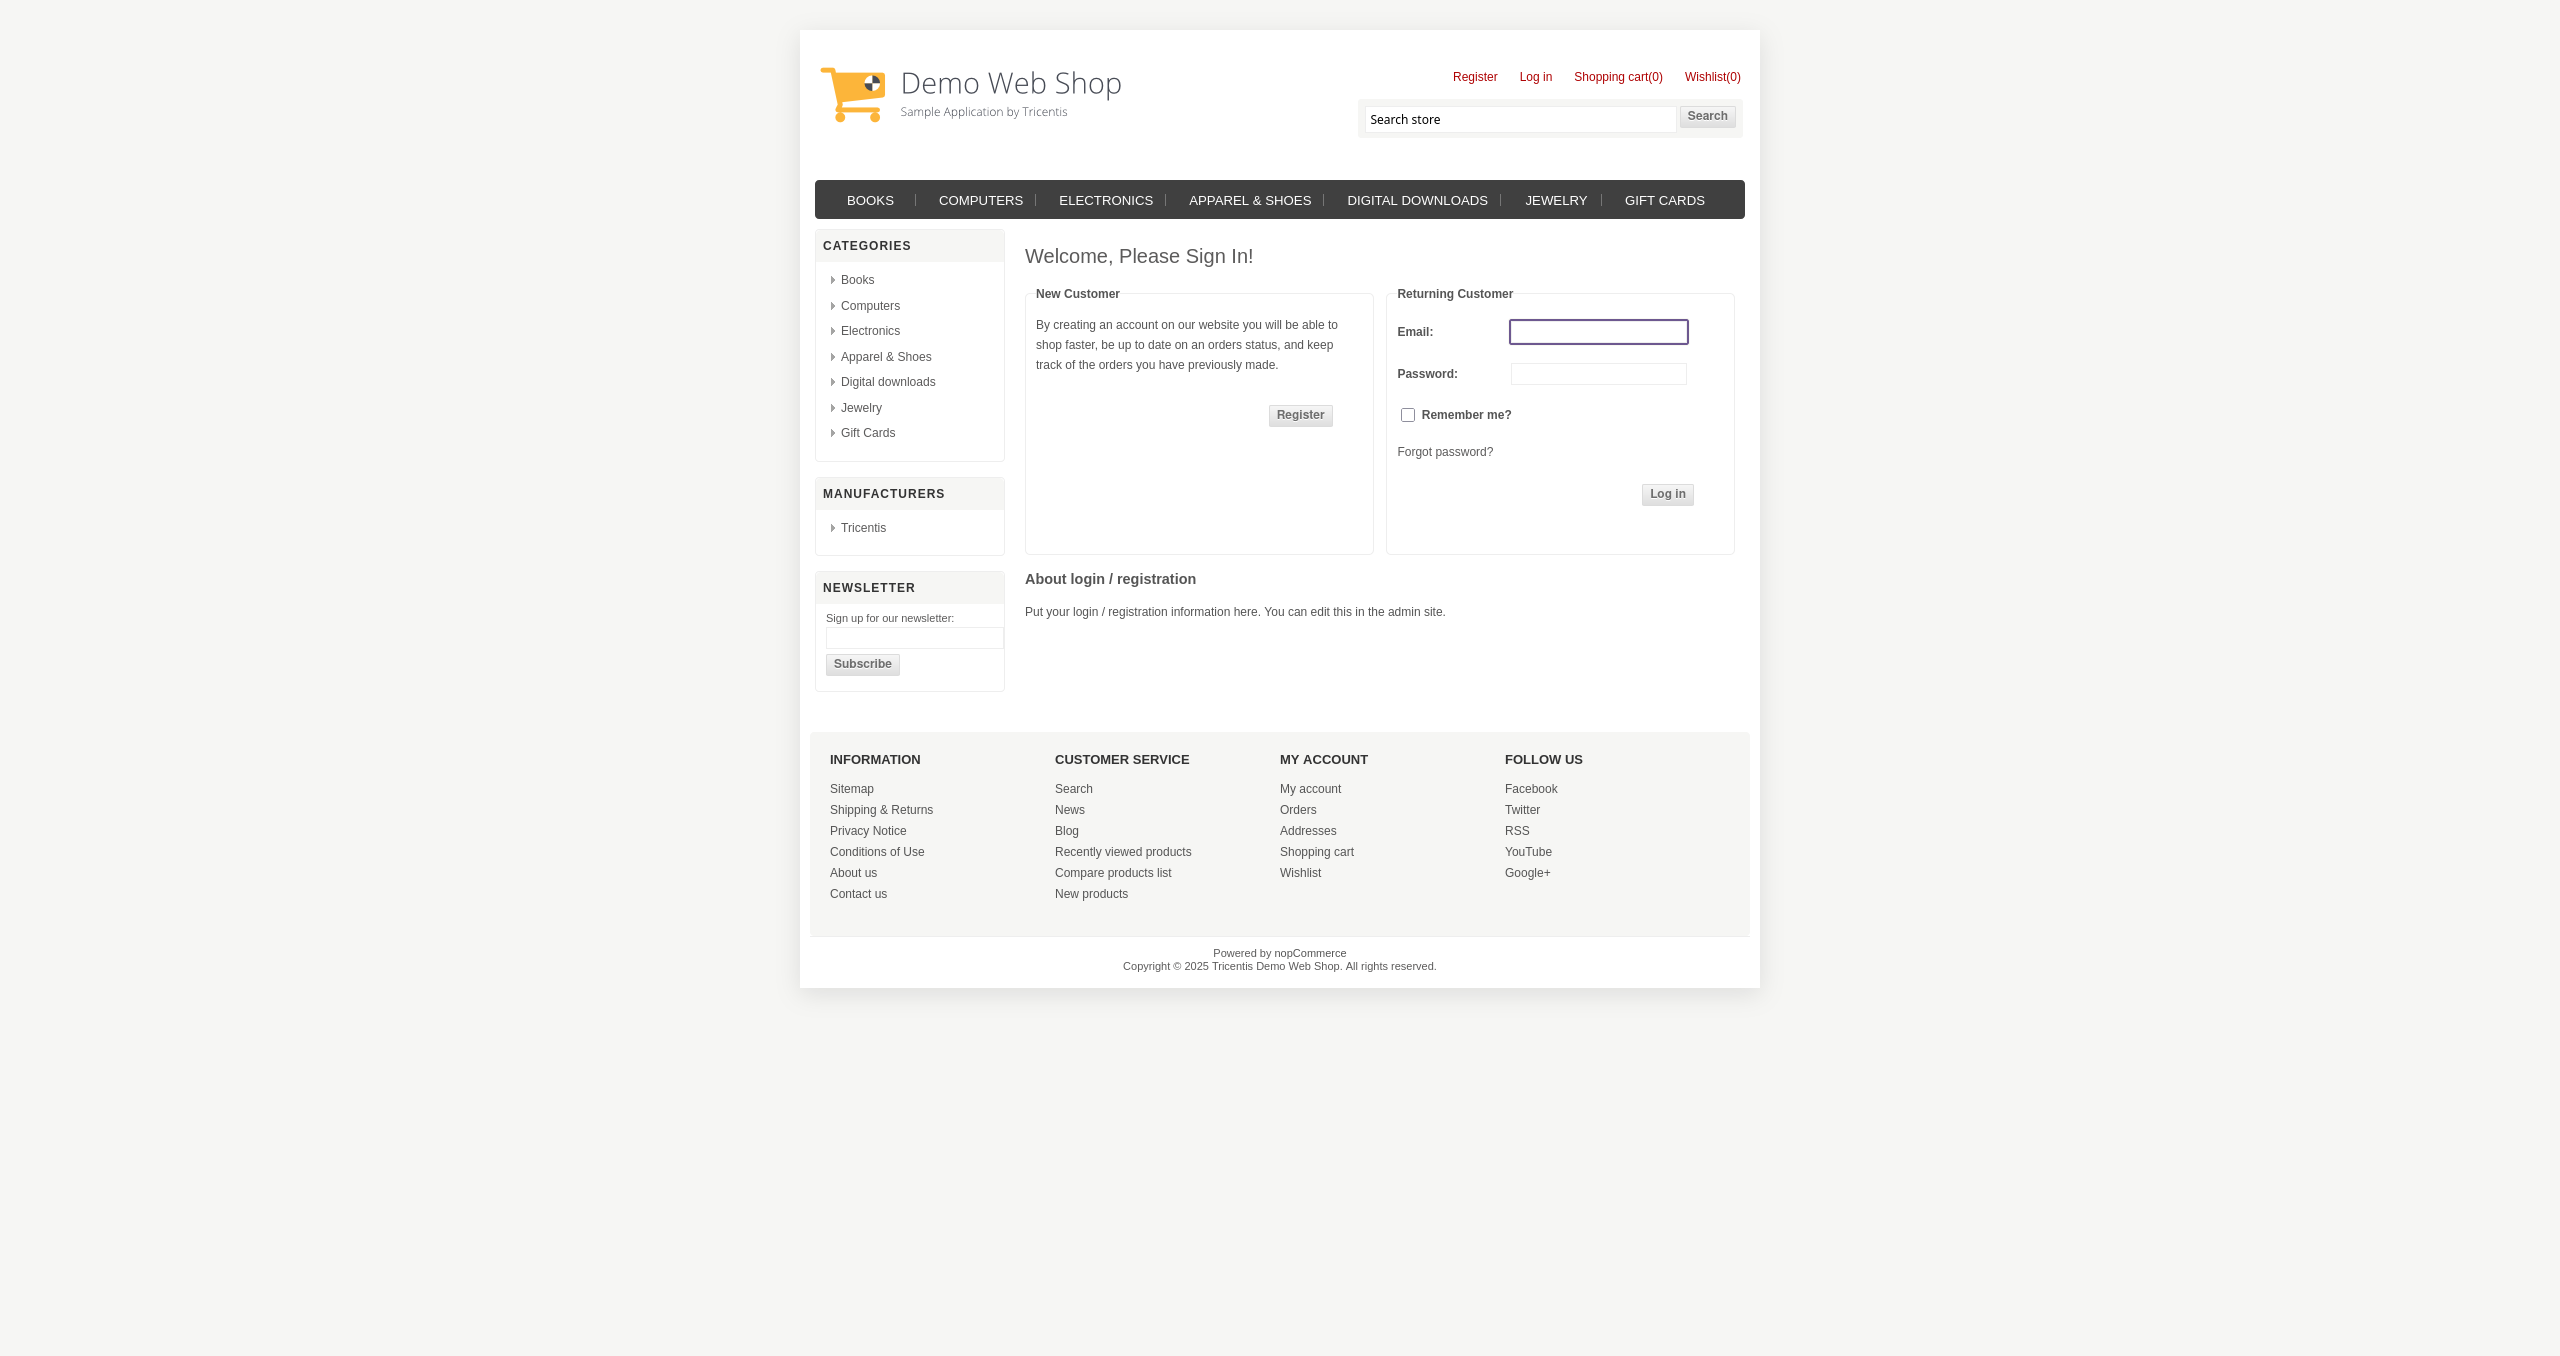 Demo Web Shop
Sample Application by Tricentis
Register Log in Shopping cart(0) Wishlist(0)
Search store Search
BOOKS COMPUTERS ELECTRONICS APPAREL & SHOES DIGITAL DOWNLOADS JEWELRY GIFT CARDS
CATEGORIES
Books
Computers
Electronics
Apparel & Shoes
Digital downloads
Jewelry
Gift Cards
MANUFACTURERS
Tricentis
NEWSLETTER
Sign up for our newsletter:
Subscribe
Welcome, Please Sign In!
New Customer
By creating an account on our website you will be able to
shop faster, be up to date on an orders status, and keep
track of the orders you have previously made.
Register
Returning Customer
Email:
Password:
Remember me?
Forgot password?
Log in
About login / registration
Put your login / registration information here. You can edit this in the admin site.
INFORMATION
Sitemap
Shipping & Returns
Privacy Notice
Conditions of Use
About us
Contact us
CUSTOMER SERVICE
Search
News
Blog
Recently viewed products
Compare products list
New products
MY ACCOUNT
My account
Orders
Addresses
Shopping cart
Wishlist
FOLLOW US
Facebook
Twitter
RSS
YouTube
Google+
Powered by nopCommerce
Copyright © 2025 Tricentis Demo Web Shop. All rights reserved.